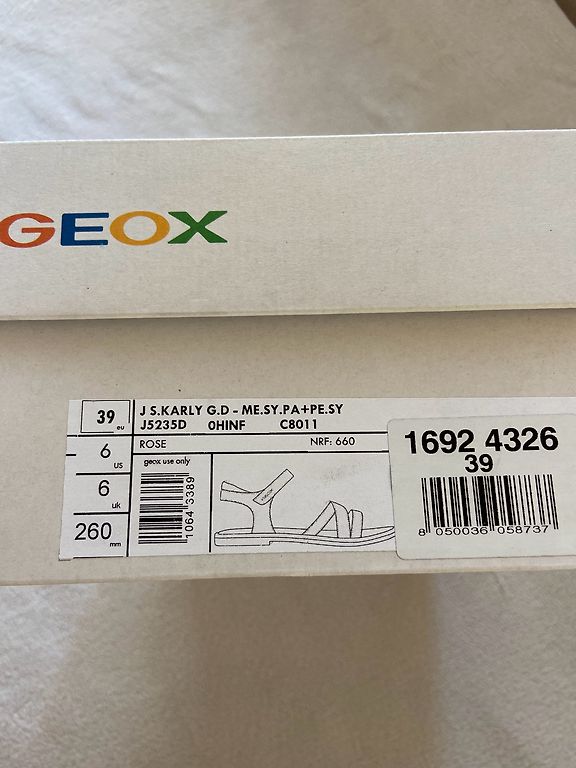 GEOX
39 eu
6 us
6 uk
260 mm
J S.KARLY G.D - ME.SY.PA+PE.SY
J5235D 0HINF C8011
ROSE NRF: 660
geox use only
1064 3389
1692 4326
39
8 050036 058737